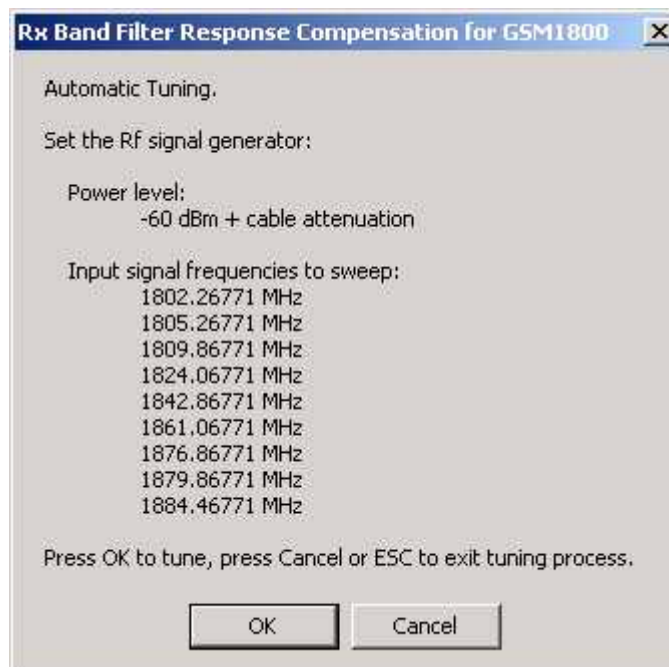 Rx Band Filter Response Compensation for GSM1800
Automatic Tuning.
Set the Rf signal generator:
Power level:
-60 dBm + cable attenuation
Input signal frequencies to sweep:
1802.26771 MHz
1805.26771 MHz
1809.86771 MHz
1824.06771 MHz
1842.86771 MHz
1861.06771 MHz
1876.86771 MHz
1879.86771 MHz
1884.46771 MHz
Press OK to tune, press Cancel or ESC to exit tuning process.
OK
Cancel